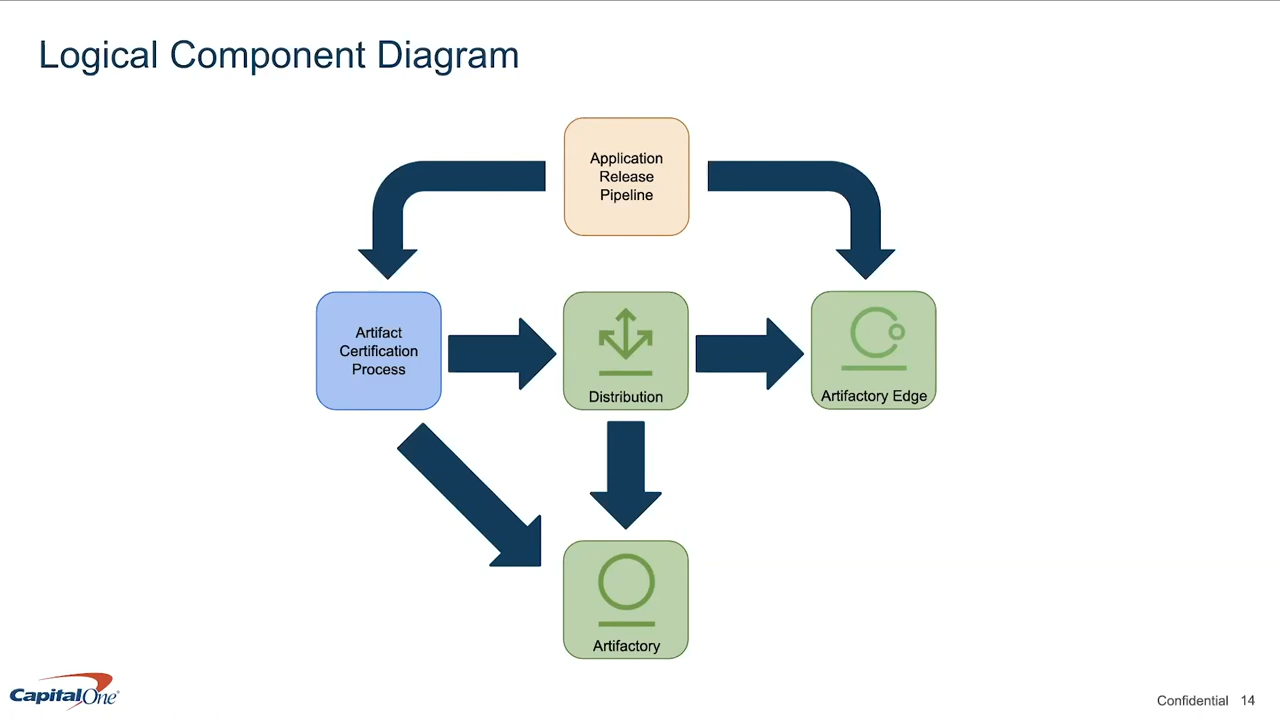 Logical Component Diagram
Application
Release
Pipeline
Artifact
Certification
Process
Distribution
Artifactory Edge
Artifactory
CapitalOne
Confidential 14